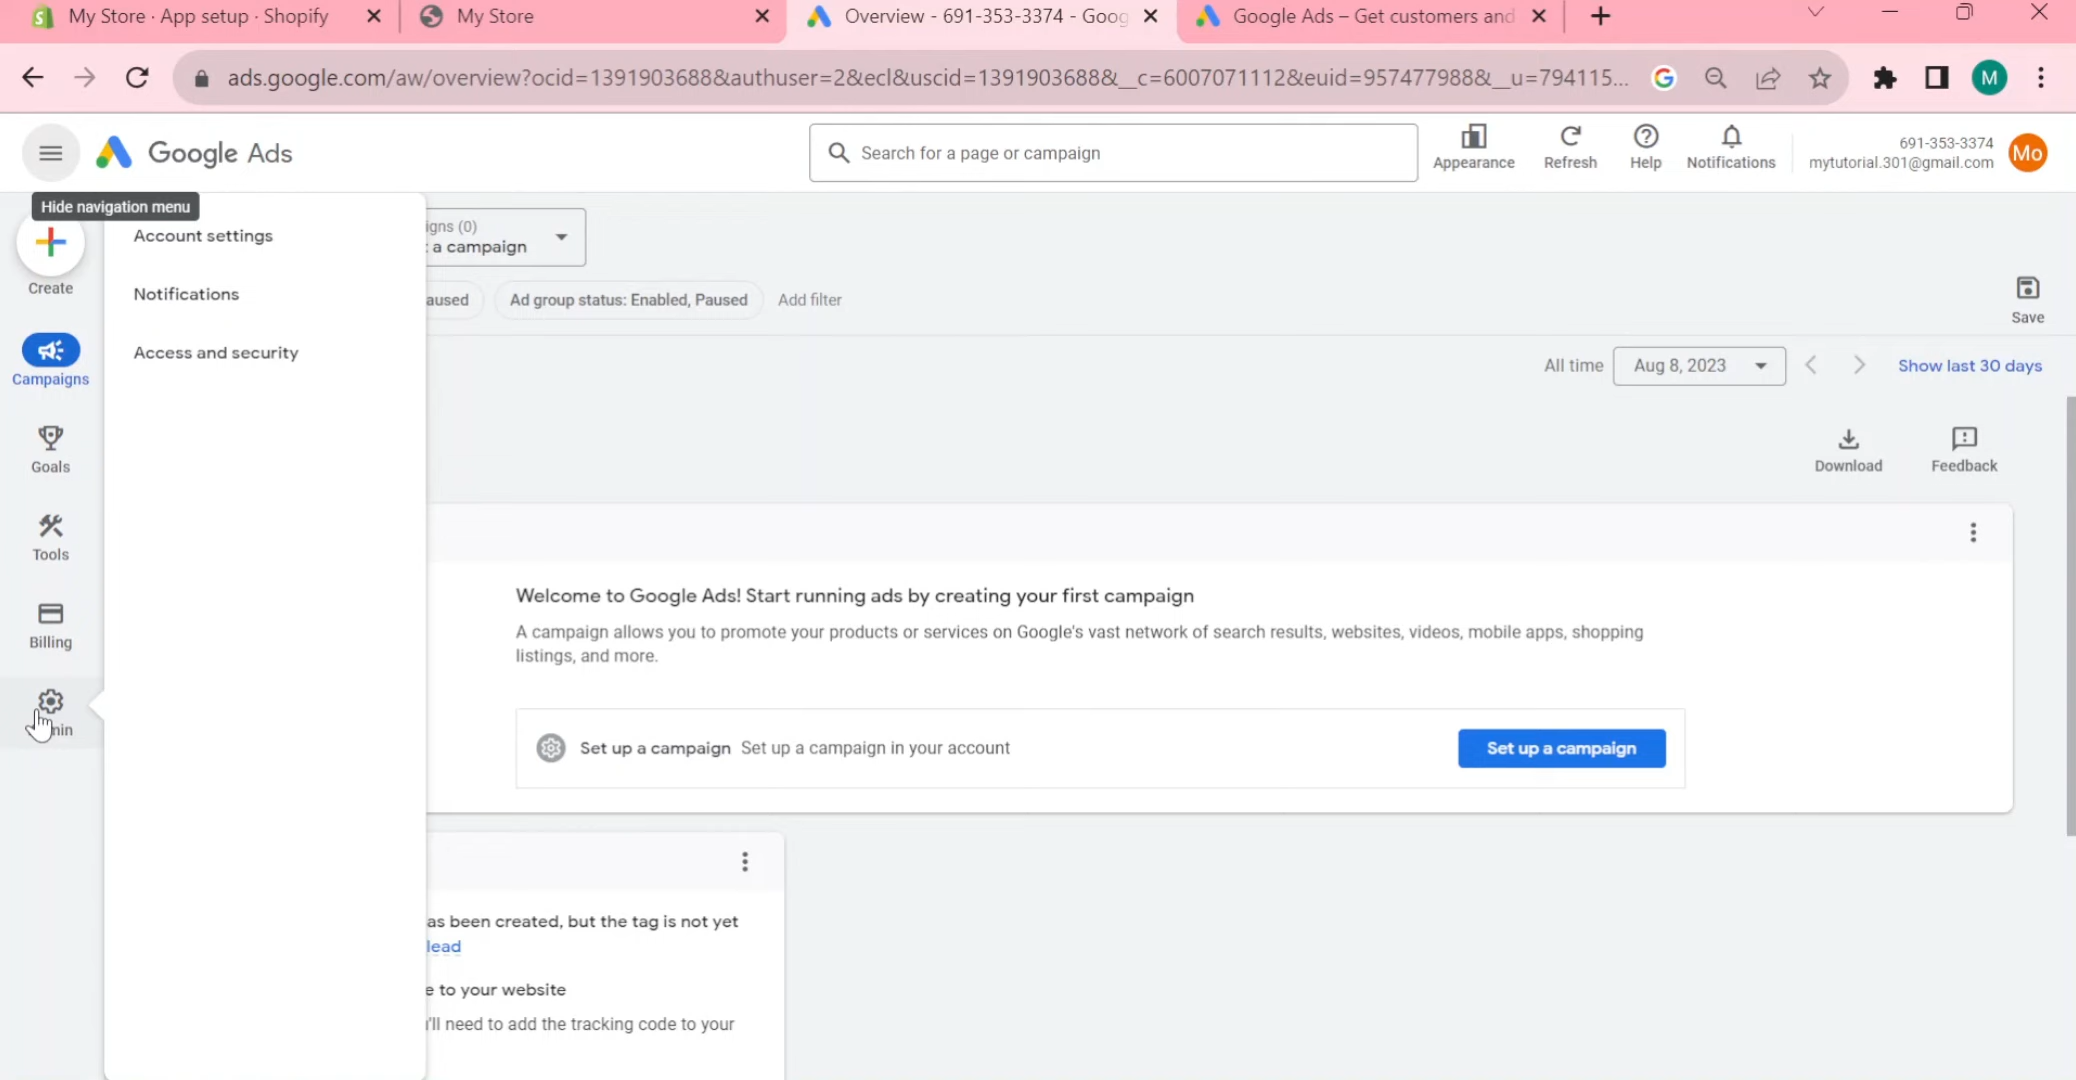 My Store · App setup · Shopify
My Store
Overview - 691-353-3374 - Goog
Google Ads – Get customers and
ads.google.com/aw/overview?ocid=1391903688&authuser=2&ecl&uscid=1391903688&__c=6007071112&euid=957477988&__u=794115...
M
Google Ads
Search for a page or campaign
Appearance
Refresh
Help
Notifications
691-353-3374
mytutorial.301@gmail.com
Mo
Hide navigation menu
Create
Campaigns
Goals
Tools
Billing
min
Account settings
Notifications
Access and security
igns (0)
a campaign
aused
Ad group status: Enabled, Paused
Add filter
Save
All time
Aug 8, 2023
Show last 30 days
Download
Feedback
Welcome to Google Ads! Start running ads by creating your first campaign
A campaign allows you to promote your products or services on Google's vast network of search results, websites, videos, mobile apps, shopping
listings, and more.
Set up a campaign Set up a campaign in your account
Set up a campaign
as been created, but the tag is not yet
lead
e to your website
'll need to add the tracking code to your